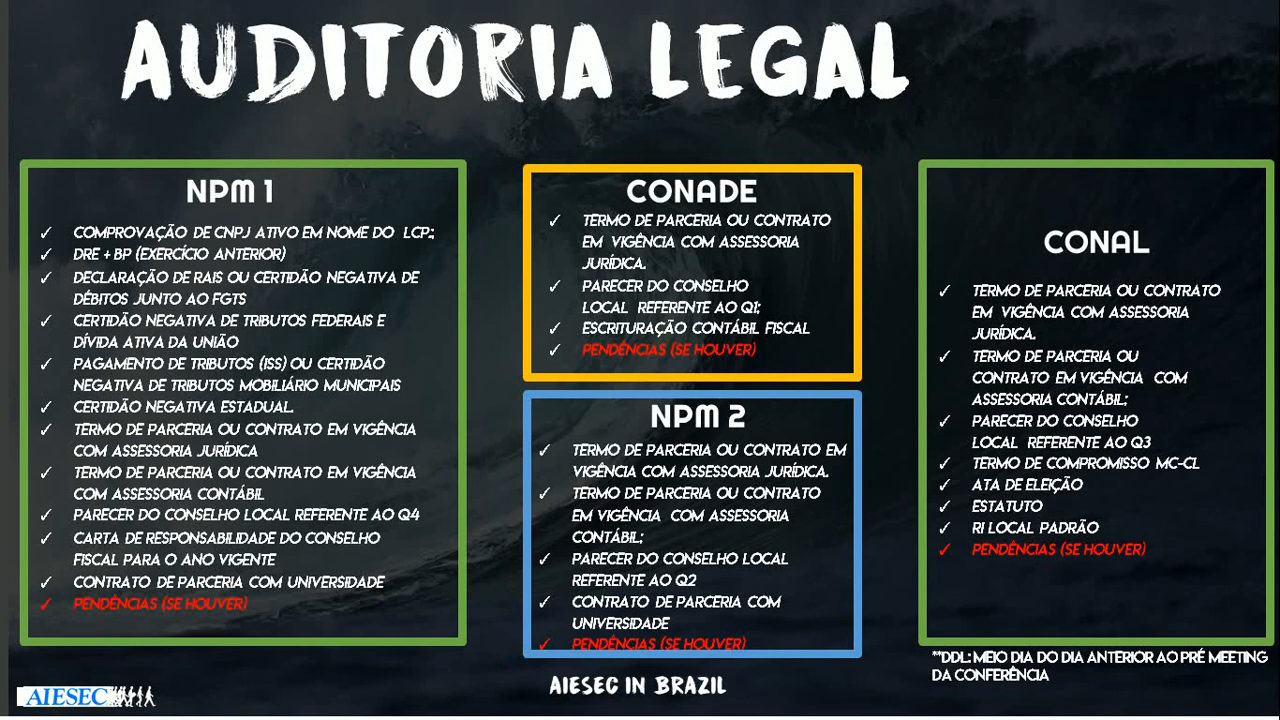 AUDITORIA LEGAL
NPM 1
✓ COMPROVAÇÃO DE CNPJ ATIVO EM NOME DO LCP;;
✓ DRE + BP (EXERCÍCIO ANTERIOR)
✓ DECLARAÇÃO DE RAIS OU CERTIDÃO NEGATIVA DE
DÉBITOS JUNTO AO FGTS
✓ CERTIDÃO NEGATIVA DE TRIBUTOS FEDERAIS E
DÍVIDA ATIVA DA UNIÃO
✓ PAGAMENTO DE TRIBUTOS (ISS) OU CERTIDÃO
NEGATIVA DE TRIBUTOS MOBILIÁRIO MUNICIPAIS
✓ CERTIDÃO NEGATIVA ESTADUAL.
✓ TERMO DE PARCERIA OU CONTRATO EM VIGÊNCIA
COM ASSESSORIA JURÍDICA
✓ TERMO DE PARCERIA OU CONTRATO EM VIGÊNCIA
COM ASSESSORIA CONTÁBIL
✓ PARECER DO CONSELHO LOCAL REFERENTE AO Q4
✓ CARTA DE RESPONSABILIDADE DO CONSELHO
FISCAL PARA O ANO VIGENTE
✓ CONTRATO DE PARCERIA COM UNIVERSIDADE
✓ PENDÊNCIAS (SE HOUVER)
CONADE
✓ TERMO DE PARCERIA OU CONTRATO
EM VIGÊNCIA COM ASSESSORIA
JURÍDICA.
✓ PARECER DO CONSELHO
LOCAL REFERENTE AO Q1;
✓ ESCRITURAÇÃO CONTÁBIL FISCAL
✓ PENDÊNCIAS (SE HOUVER)
NPM 2
✓ TERMO DE PARCERIA OU CONTRATO EM
VIGÊNCIA COM ASSESSORIA JURÍDICA.
✓ TERMO DE PARCERIA OU CONTRATO
EM VIGÊNCIA COM ASSESSORIA
CONTÁBIL;
✓ PARECER DO CONSELHO LOCAL
REFERENTE AO Q2
✓ CONTRATO DE PARCERIA COM
UNIVERSIDADE
✓ PENDÊNCIAS (SE HOUVER)
CONAL
✓ TERMO DE PARCERIA OU CONTRATO
EM VIGÊNCIA COM ASSESSORIA
JURÍDICA.
✓ TERMO DE PARCERIA OU
CONTRATO EM VIGÊNCIA COM
ASSESSORIA CONTÁBIL;
✓ PARECER DO CONSELHO
LOCAL REFERENTE AO Q3
✓ TERMO DE COMPROMISSO MC-CL
✓ ATA DE ELEIÇÃO
✓ ESTATUTO
✓ RI LOCAL PADRÃO
✓ PENDÊNCIAS (SE HOUVER)
**DDL: MEIO DIA DO DIA ANTERIOR AO PRÉ MEETING
DA CONFERÊNCIA
AIESEC
AIESEC IN BRAZIL